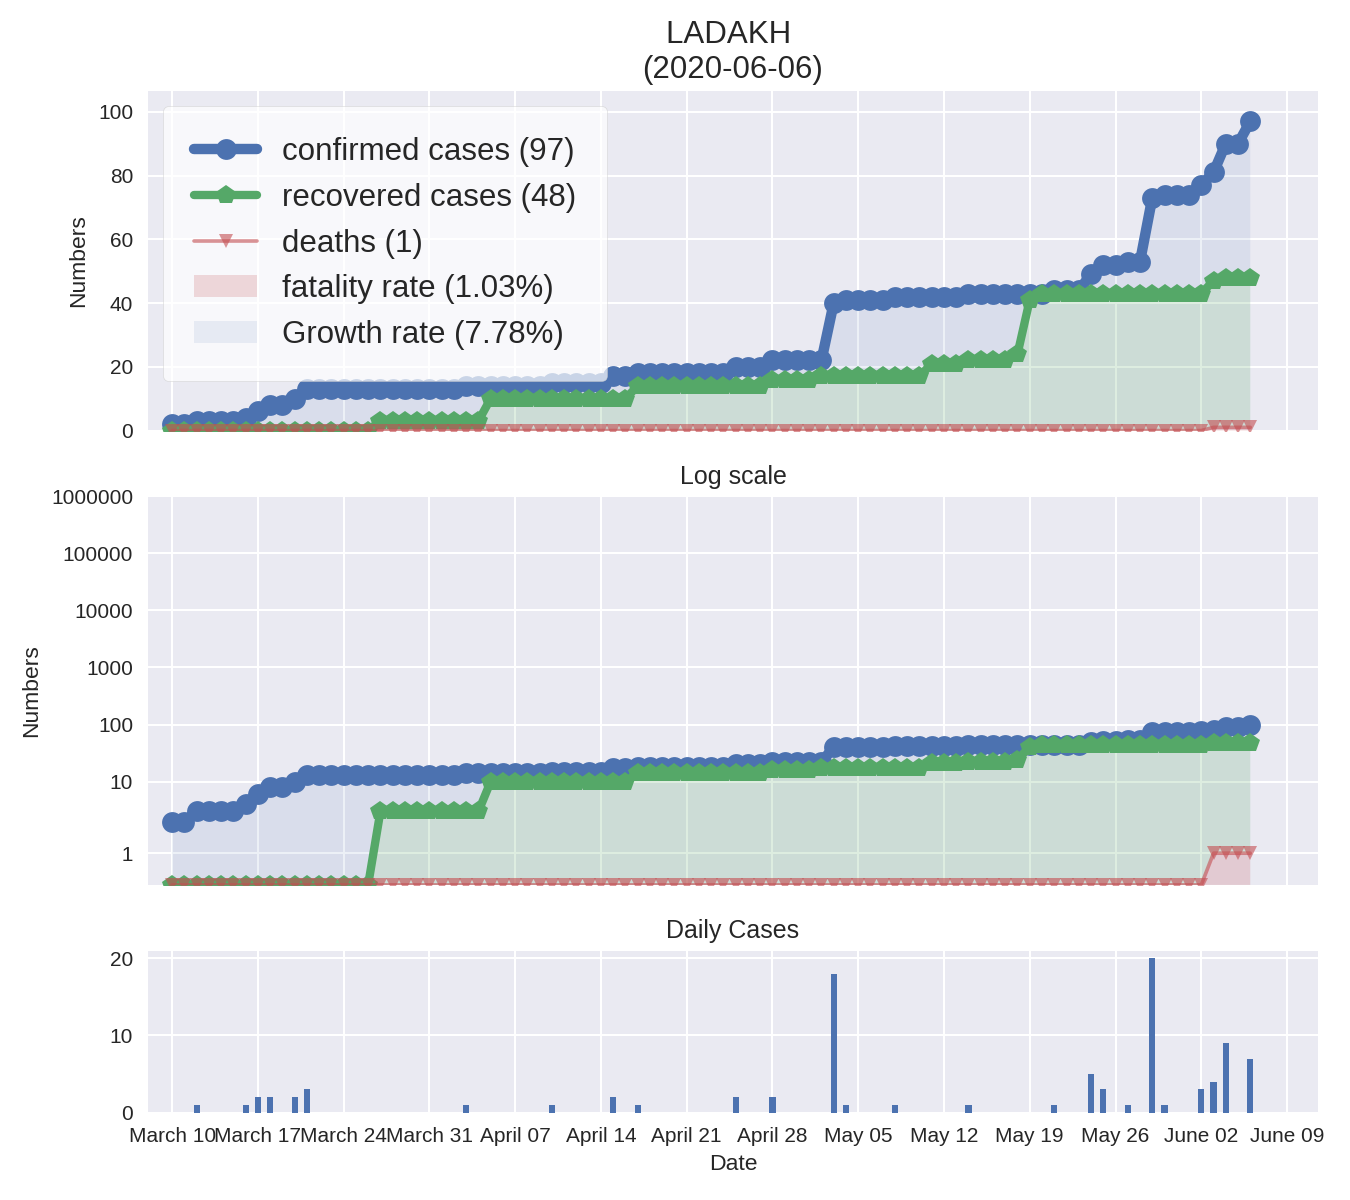 LADAKH
(2020-06-06)
100
80
60
40
20
0
Numbers
confirmed cases (97)
recovered cases (48)
deaths (1)
fatality rate (1.03%)
Growth rate (7.78%)
Log scale
1000000
100000
10000
1000
100
10
1
Numbers
Daily Cases
20
10
0
March 10 March 17 March 24 March 31 April 07 April 14 April 21 April 28 May 05 May 12 May 19 May 26 June 02 June 09
Date